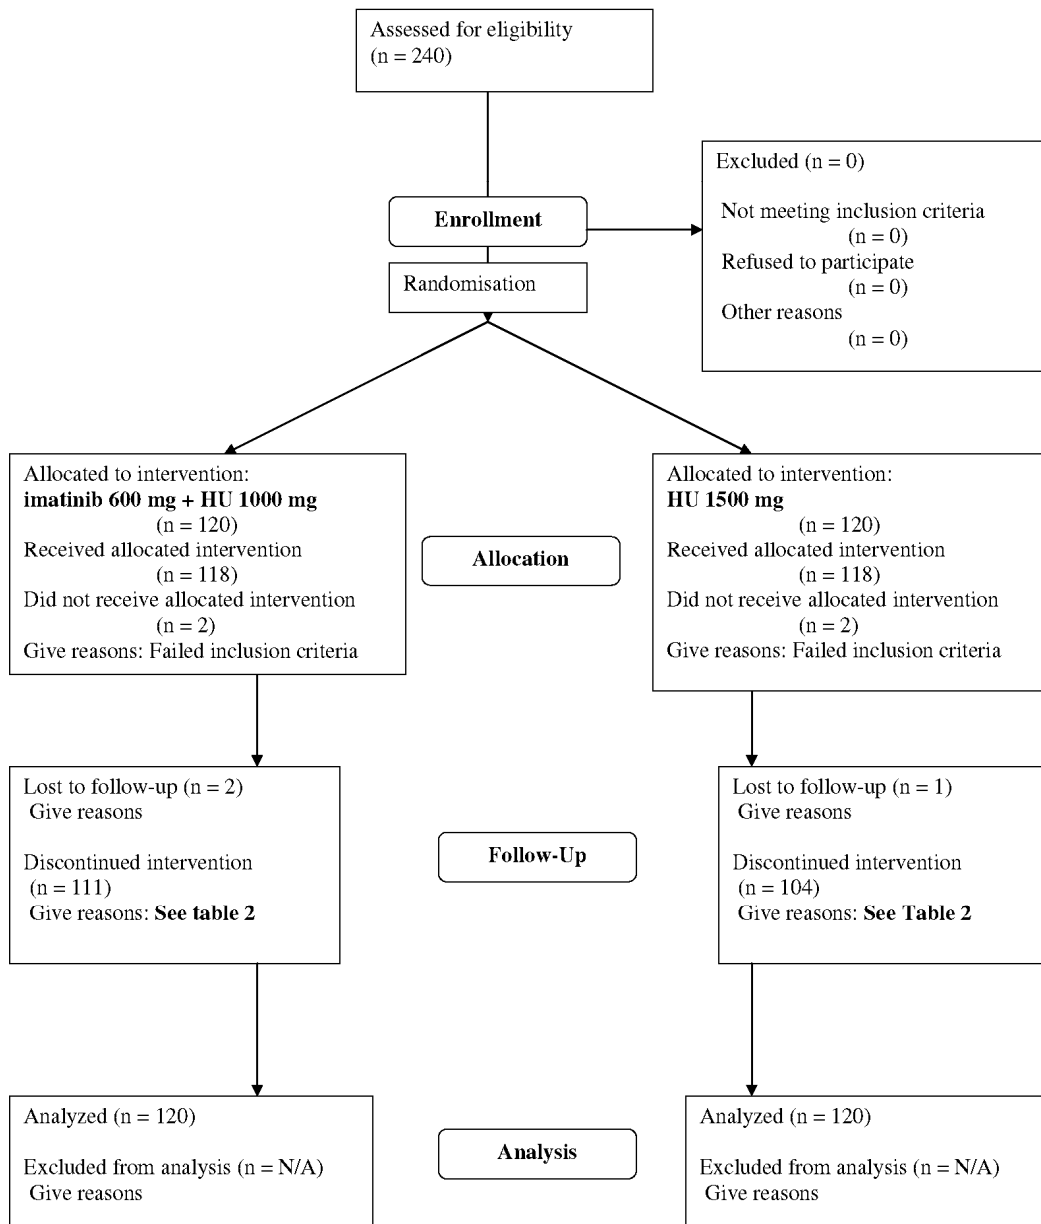 Assessed for eligibility
(n = 240)
Excluded (n = 0)
Not meeting inclusion criteria
(n = 0)
Refused to participate
(n = 0)
Other reasons
(n = 0)
Enrollment
Randomisation
Allocated to intervention:
imatinib 600 mg + HU 1000 mg
(n = 120)
Received allocated intervention
(n = 118)
Did not receive allocated intervention
(n = 2)
Give reasons: Failed inclusion criteria
Allocation
Allocated to intervention:
HU 1500 mg
(n = 120)
Received allocated intervention
(n = 118)
Did not receive allocated intervention
(n = 2)
Give reasons: Failed inclusion criteria
Lost to follow-up (n = 2)
Give reasons
Discontinued intervention
(n = 111)
Give reasons: See table 2
Follow-Up
Lost to follow-up (n = 1)
Give reasons
Discontinued intervention
(n = 104)
Give reasons: See Table 2
Analyzed (n = 120)
Excluded from analysis (n = N/A)
Give reasons
Analysis
Analyzed (n = 120)
Excluded from analysis (n = N/A)
Give reasons